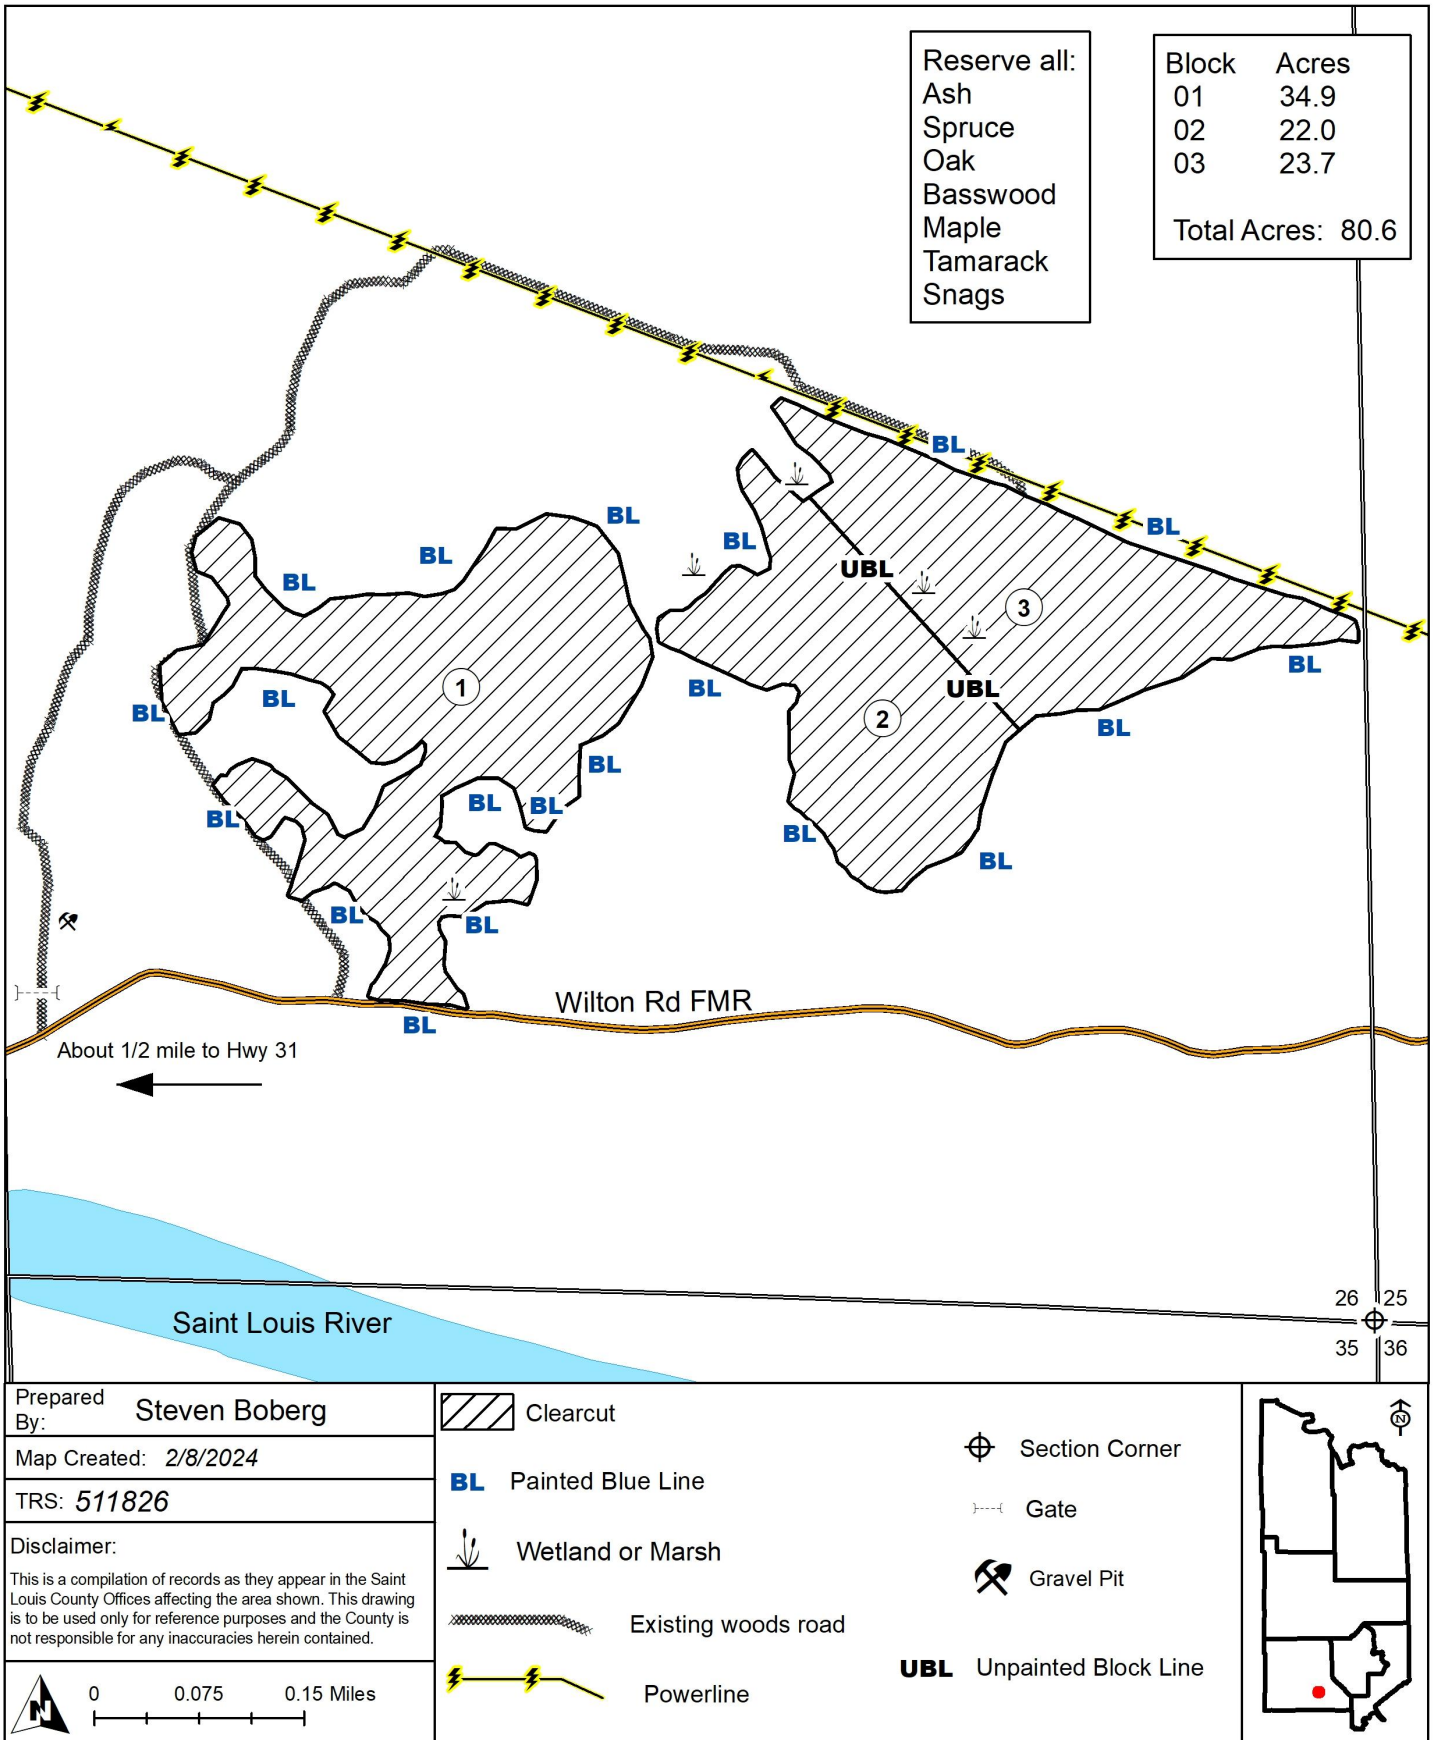 Reserve all:
Ash
Spruce
Oak
Basswood
Maple
Tamarack
Snags
Block Acres
01 34.9
02 22.0
03 23.7
Total Acres: 80.6
BL
BL
BL
BL
BL
BL
UBL
3
BL
1
BL
BL
UBL
BL
2
BL
BL
BL
BL
BL
BL
BL
BL
BL
BL
Wilton Rd FMR
BL
About 1/2 mile to Hwy 31
26 25
Saint Louis River
35 36
Prepared
By: Steven Boberg
Map Created: 2/8/2024
TRS: 511826
Disclaimer:
This is a compilation of records as they appear in the Saint
Louis County Offices affecting the area shown. This drawing
is to be used only for reference purposes and the County is
not responsible for any inaccuracies herein contained.
N
0 0.075 0.15 Miles
Clearcut
BL Painted Blue Line
Wetland or Marsh
Existing woods road
Powerline
Section Corner
Gate
Gravel Pit
UBL Unpainted Block Line
N